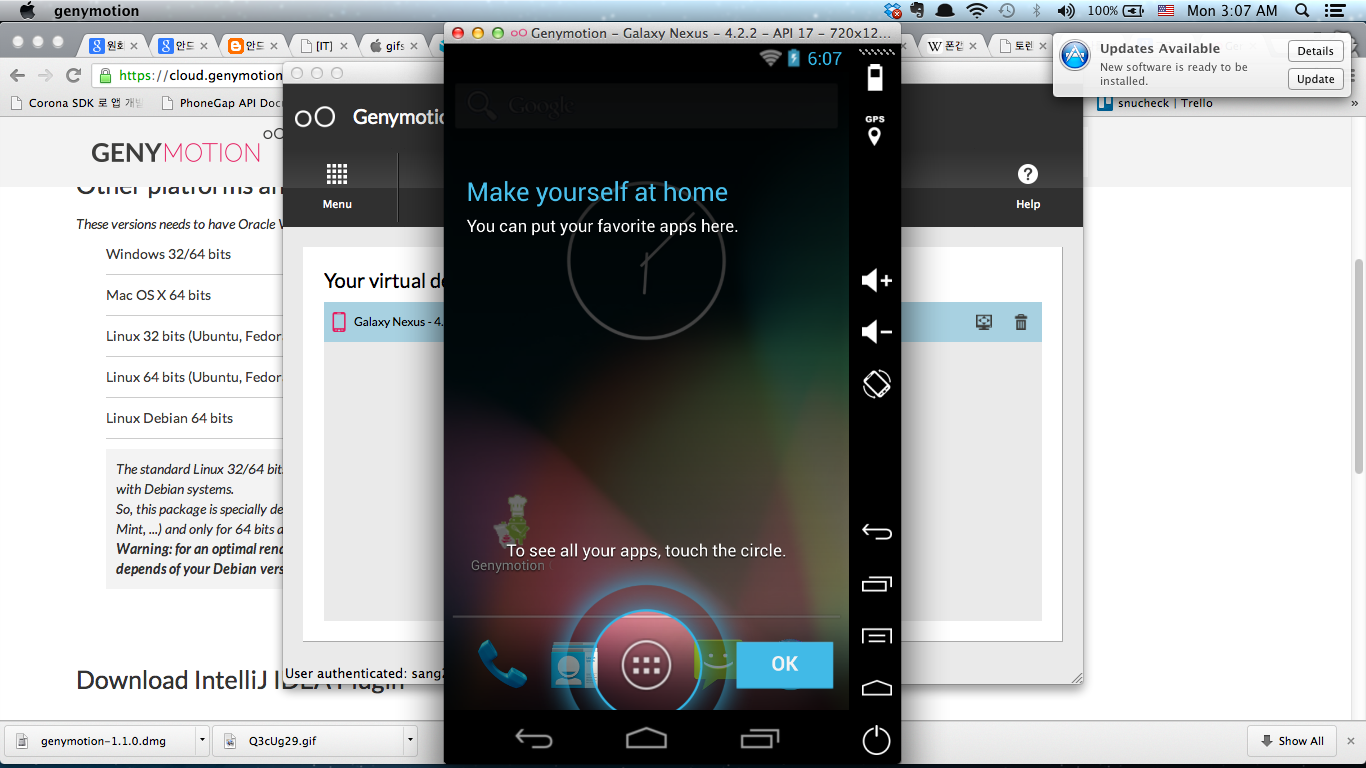 genymotion
100%
Mon 3:07 AM
Genymotion – Galaxy Nexus - 4.2.2 - API 17 - 720x12...
원회
안드
안드
[IT]
gifs
폰갭
토렌
Updates Available
New software is ready to be
installed.
Details
Update
https://cloud.genymotion
Corona SDK 로 앱 개발
PhoneGap API Docu
snucheck | Trello
»
GENYMOTION
Other platforms an
These versions needs to have Oracle V
Windows 32/64 bits
Mac OS X 64 bits
Linux 32 bits (Ubuntu, Fedor
Linux 64 bits (Ubuntu, Fedor
Linux Debian 64 bits
The standard Linux 32/64 bit
with Debian systems.
So, this package is specially de
Mint, ...) and only for 64 bits a
Warning: for an optimal rend
depends of your Debian vers
Download IntelliJ IDEA Plugin
Genymotion
Menu
Help
Your virtual de
Galaxy Nexus - 4.
User authenticated: sang
6:07
Google
Make yourself at home
You can put your favorite apps here.
To see all your apps, touch the circle.
Genymotion
OK
GPS
genymotion-1.1.0.dmg
Q3cUg29.gif
Show All